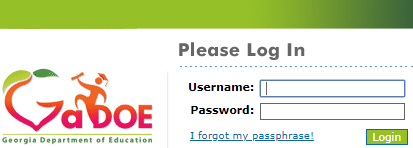 Please Log In
Username:
Password:
GaDOE
Georgia Department of Education
I forgot my passphrase!
Login